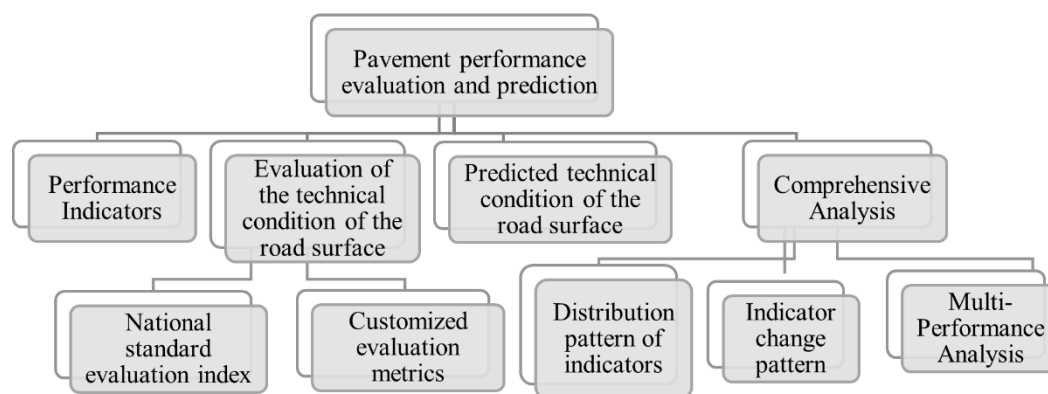 Pavement performance
evaluation and prediction
Performance
Indicators
Evaluation of
the technical
condition of the
road surface
Predicted technical
condition of the
road surface
Comprehensive
Analysis
National
standard
evaluation index
Customized
evaluation
metrics
Distribution
pattern of
indicators
Indicator
change
pattern
Multi-
Performance
Analysis